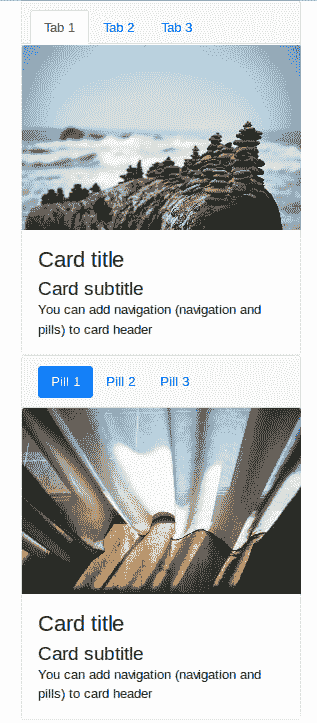 Tab 1 Tab 2 Tab 3
Card title
Card subtitle
You can add navigation (navigation and
pills) to card header
Pill 1 Pill 2 Pill 3
Card title
Card subtitle
You can add navigation (navigation and
pills) to card header